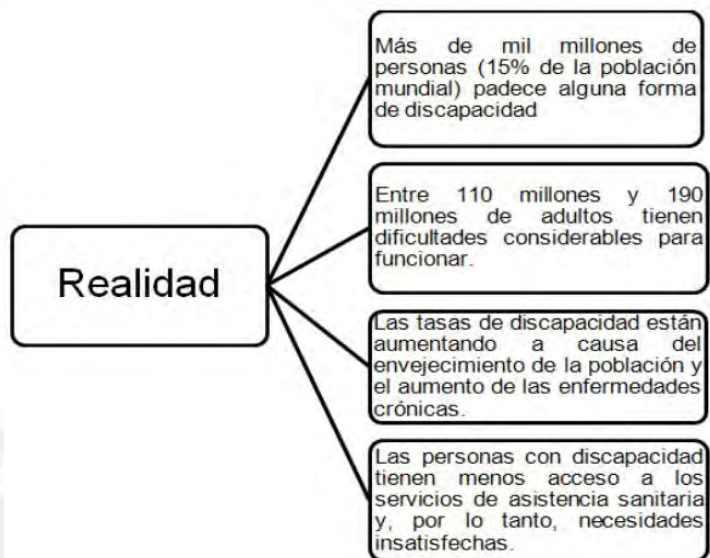 Realidad
Más de mil millones de
personas (15% de la población
mundial) padece alguna forma
de discapacidad
Entre 110 millones y 190
millones de adultos tienen
dificultades considerables para
funcionar.
Las tasas de discapacidad están
aumentando a causa del
envejecimiento de la población y
el aumento de las enfermedades
crónicas.
Las personas con discapacidad
tienen menos acceso a los
servicios de asistencia sanitaria
y, por lo tanto, necesidades
insatisfechas.